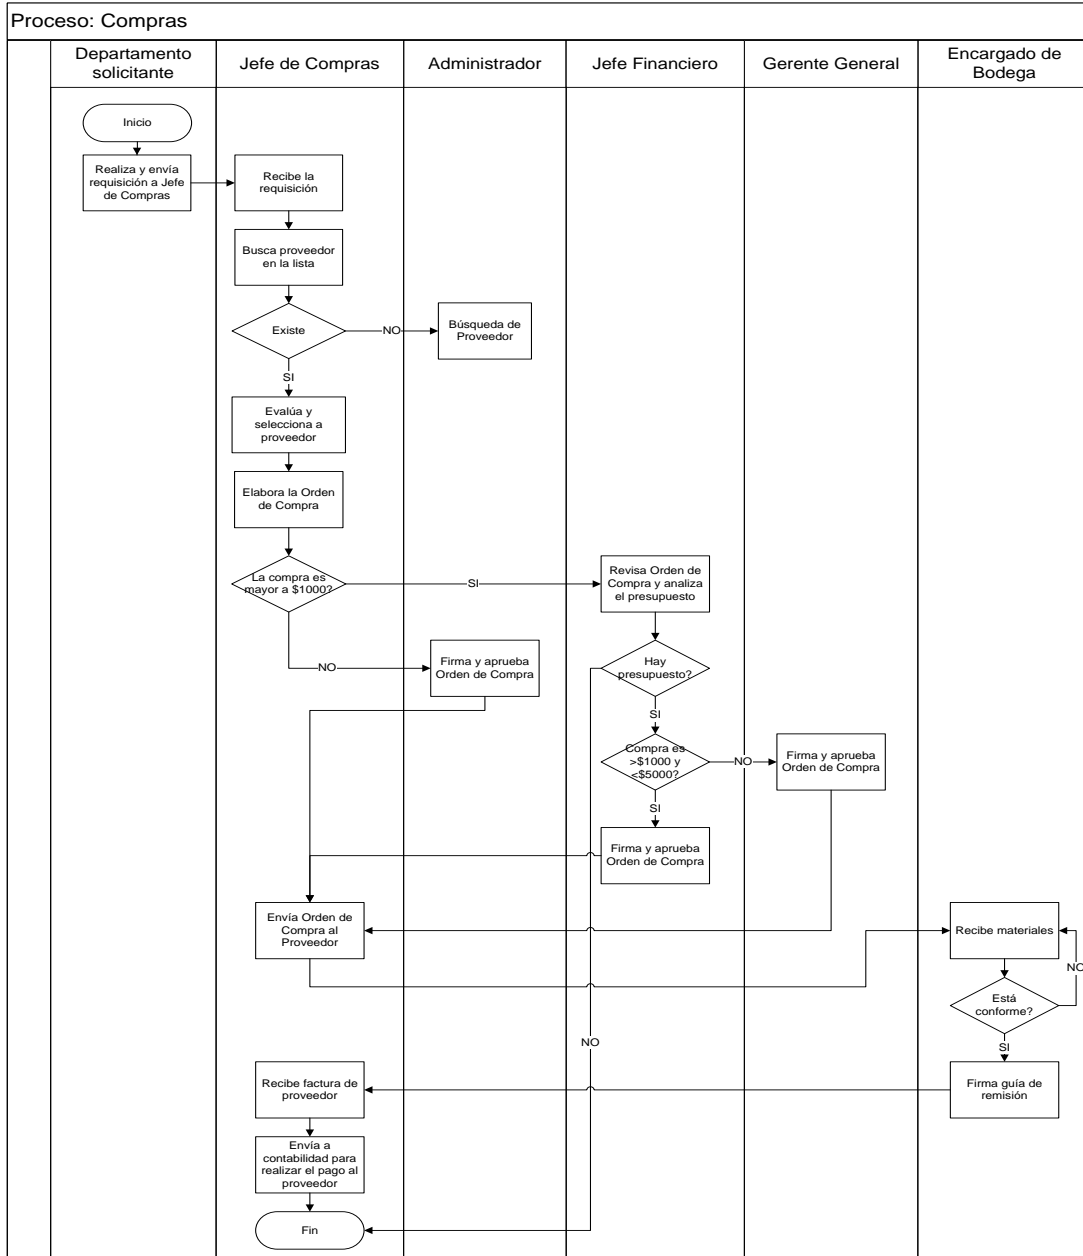 Proceso: Compras
Departamento
solicitante
Jefe de Compras
Administrador
Jefe Financiero
Gerente General
Encargado de
Bodega
Inicio
Realiza y envía
requisición a Jefe
de Compras
Recibe la
requisición
Busca proveedor
en la lista
Existe
NO
Búsqueda de
Proveedor
SI
Evalúa y
selecciona a
proveedor
Elabora la Orden
de Compra
La compra es
mayor a $1000?
SI
Revisa Orden de
Compra y analiza
el presupuesto
NO
Firma y aprueba
Orden de Compra
Hay
presupuesto?
SI
Compra es
>$1000 y
<$5000?
NO
Firma y aprueba
Orden de Compra
SI
Firma y aprueba
Orden de Compra
Envía Orden de
Compra al
Proveedor
Recibe materiales
NO
Está
conforme?
NO
SI
Recibe factura de
proveedor
Firma guía de
remisión
Envía a
contabilidad para
realizar el pago al
proveedor
Fin